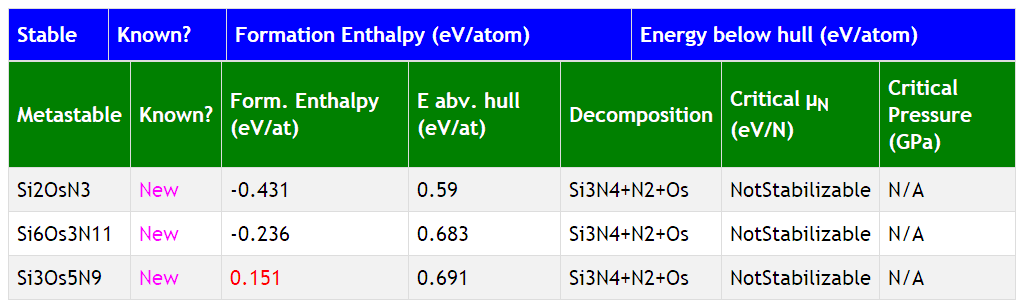 Stable Known? Formation Enthalpy (eV/atom) Energy below hull (eV/atom)
Metastable Known? Form. Enthalpy (eV/at) E abv. hull (eV/at) Decomposition Critical μN (eV/N) Critical Pressure (GPa)
Si2OsN3 New -0.431 0.59 Si3N4+N2+Os NotStabilizable N/A
Si6Os3N11 New -0.236 0.683 Si3N4+N2+Os NotStabilizable N/A
Si3Os5N9 New 0.151 0.691 Si3N4+N2+Os NotStabilizable N/A